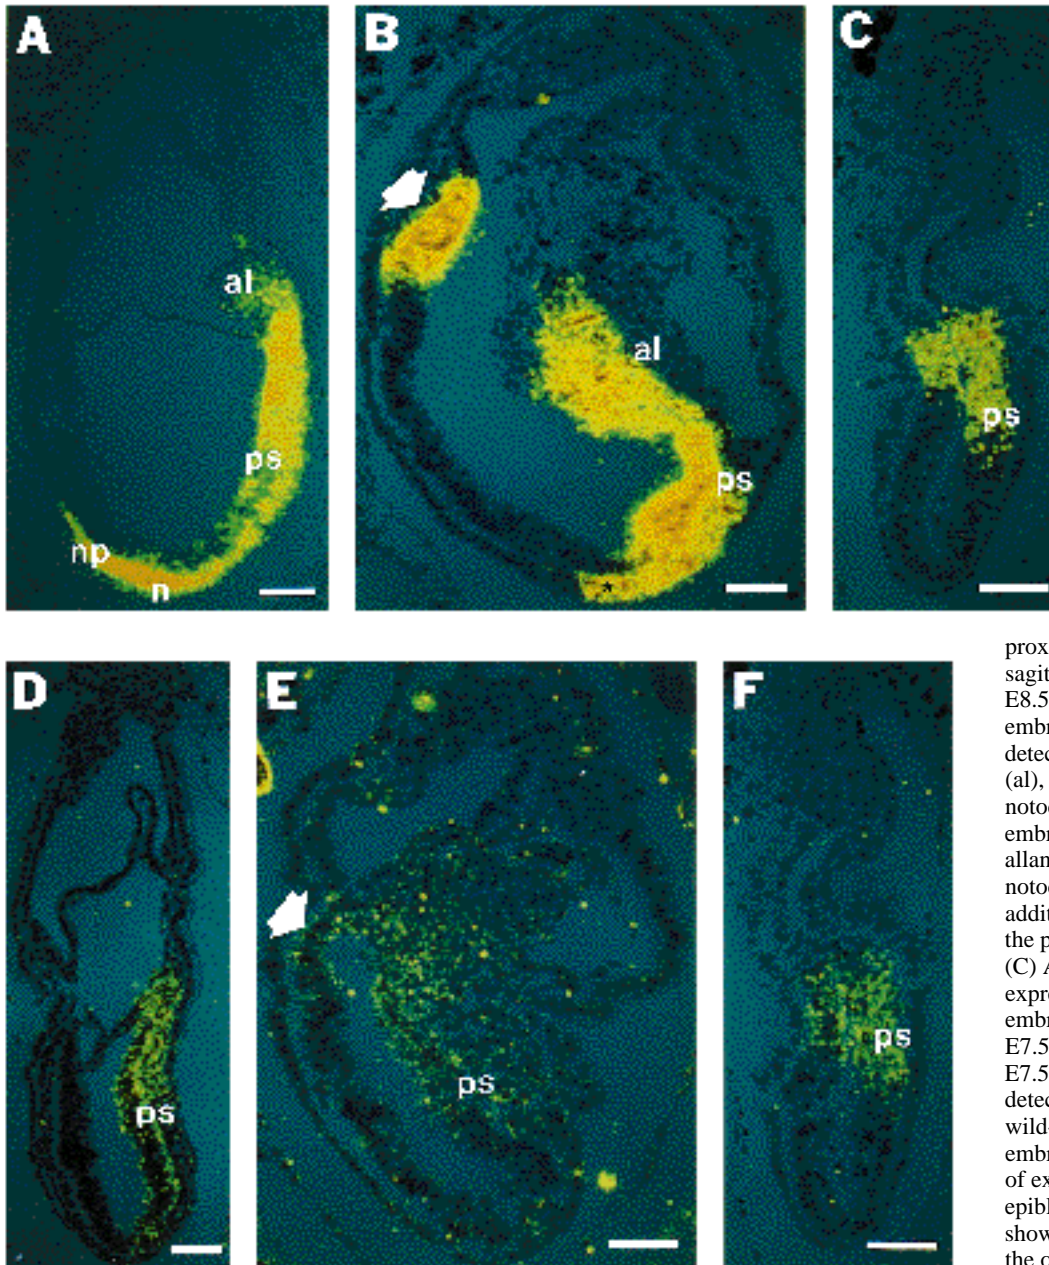 A
B
C
al
al
ps
ps
ps
np
n
*
D
E
F
ps
ps
ps
prox
sagit
E8.5
embr
detec
(al),
notoc
embr
allan
notoc
addit
the p
(C) A
expre
embr
E7.5
E7.5
detec
wild-
embr
of ex
epibl
show
the o